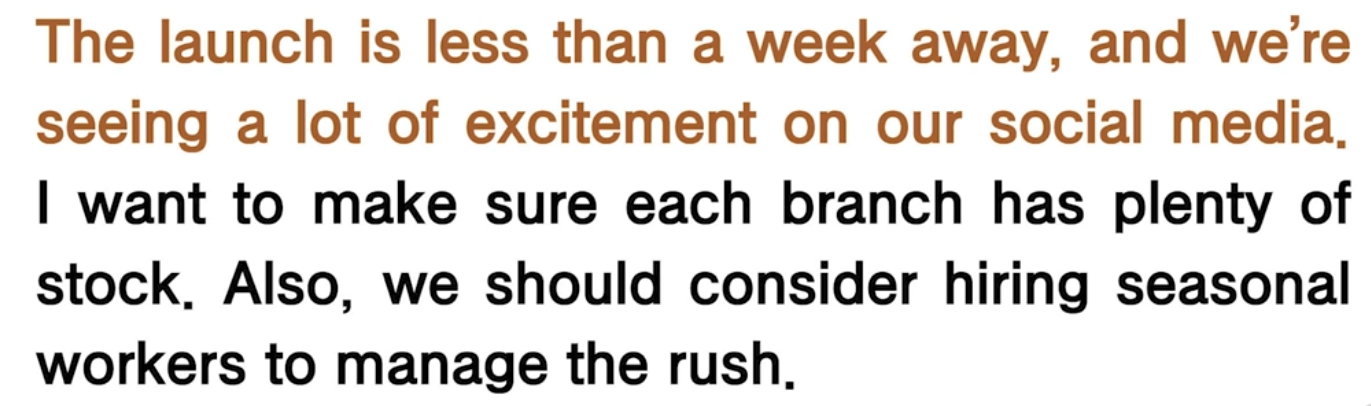 The launch is less than a week away, and we’re
seeing a lot of excitement on our social media.
I want to make sure each branch has plenty of
stock. Also, we should consider hiring seasonal
workers to manage the rush.